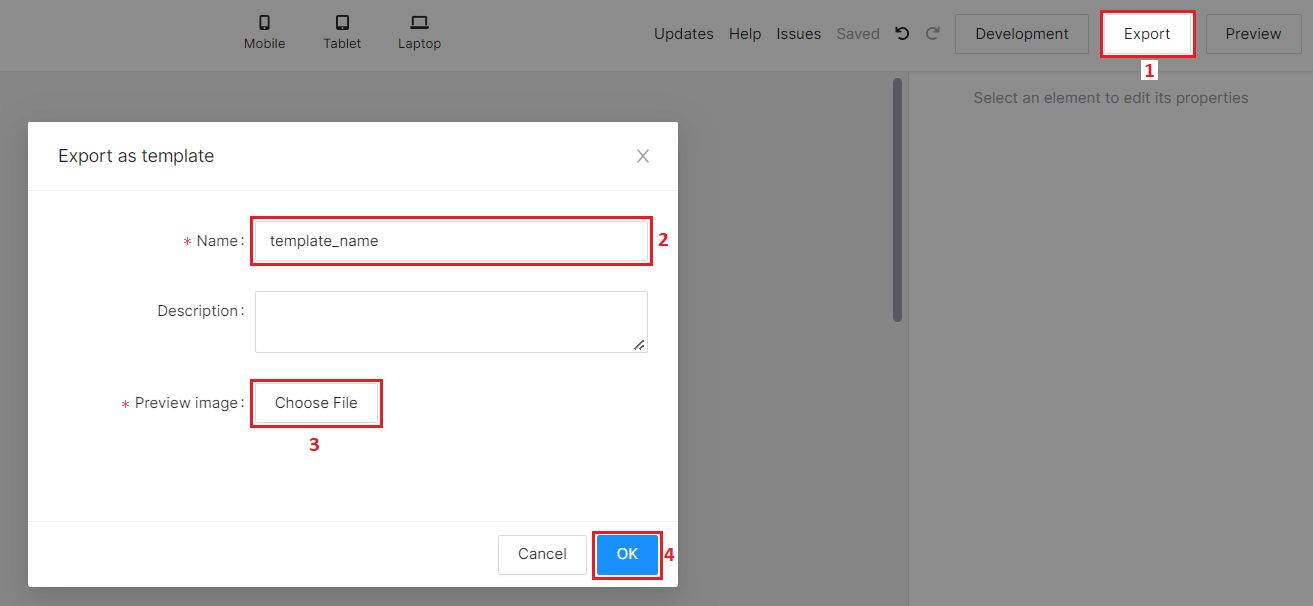 Mobile Tablet Laptop Updates Help Issues Saved Development Export Preview
1
Select an element to edit its properties
Export as template
* Name: template_name 2
Description:
* Preview image: Choose File
3
Cancel OK 4